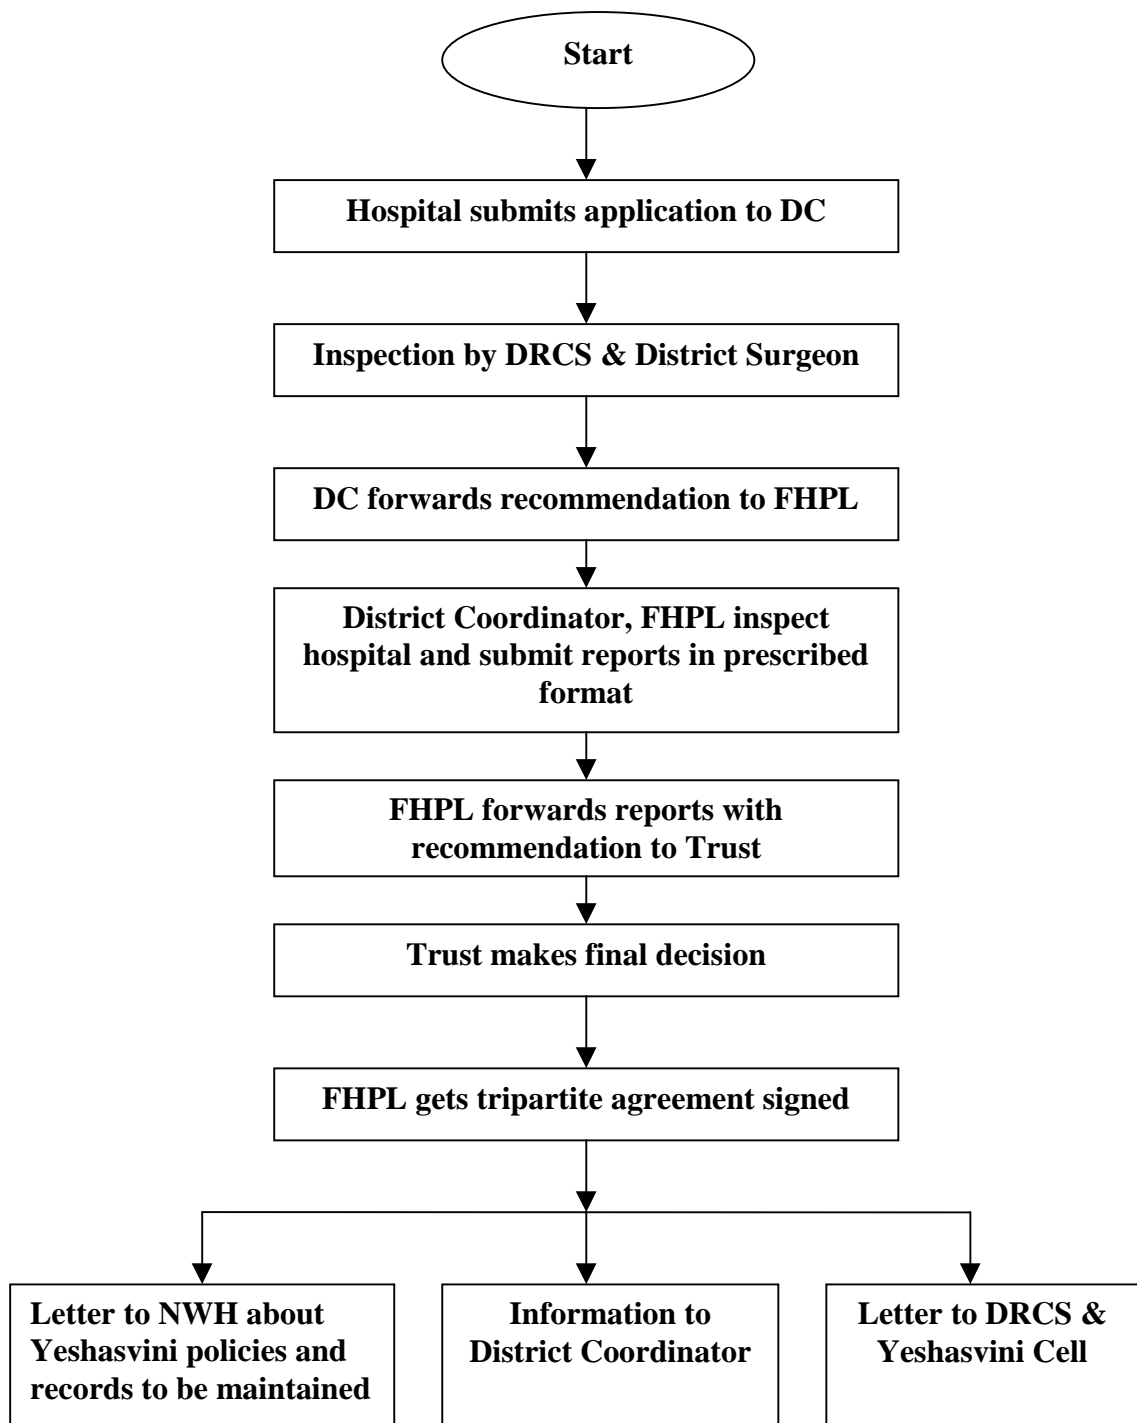 Start
Hospital submits application to DC
Inspection by DRCS & District Surgeon
DC forwards recommendation to FHPL
District Coordinator, FHPL inspect
hospital and submit reports in prescribed
format
FHPL forwards reports with
recommendation to Trust
Trust makes final decision
FHPL gets tripartite agreement signed
Letter to NWH about
Yeshasvini policies and
records to be maintained
Information to
District Coordinator
Letter to DRCS &
Yeshasvini Cell